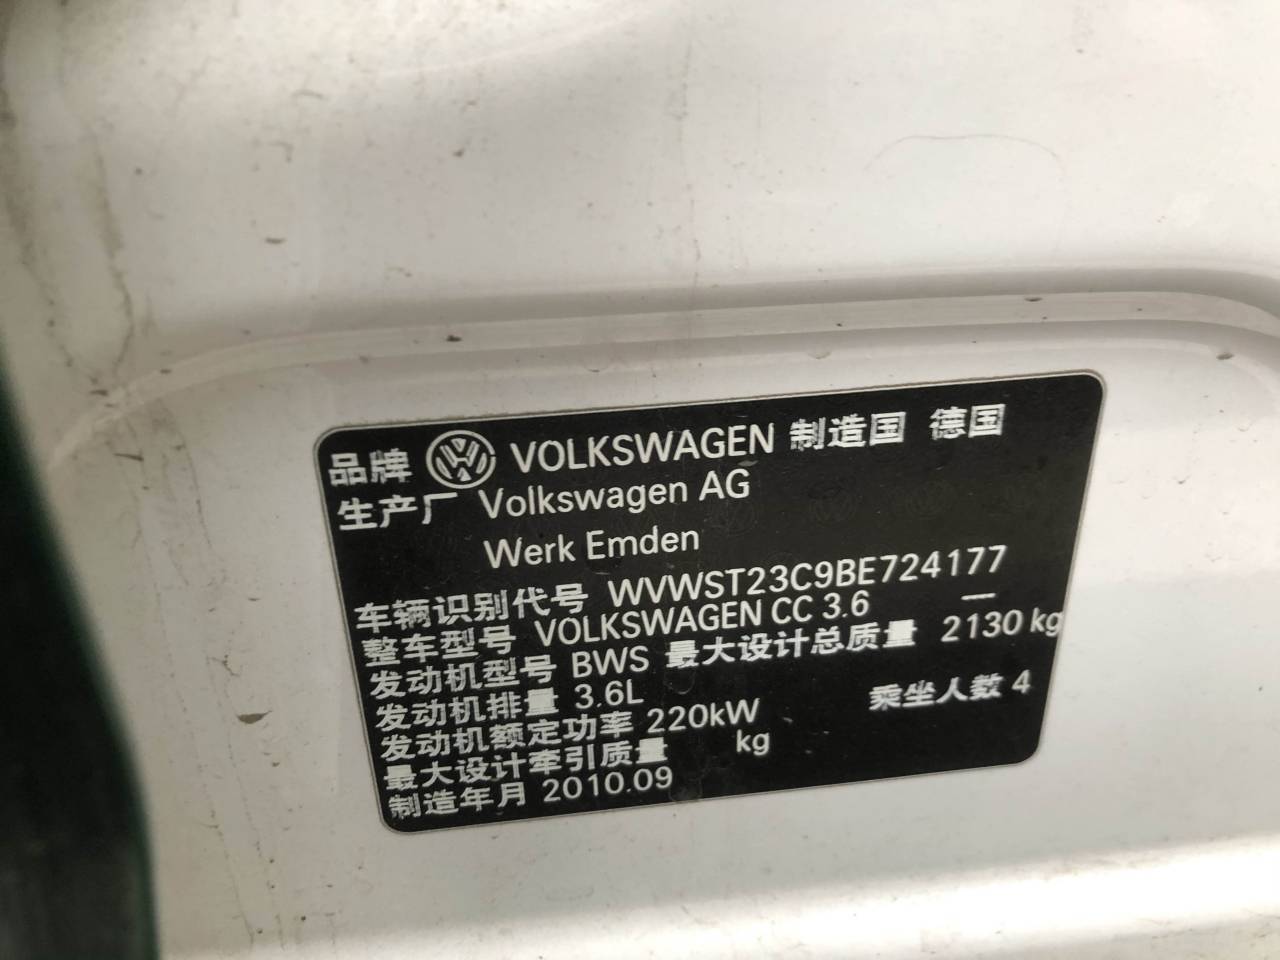 品牌 VOLKSWAGEN 制造国 德国
生产厂 Volkswagen AG
Werk Emden
车辆识别代号 WVWST23C9BE724177
整车型号 VOLKSWAGEN CC 3.6 —
发动机型号 BWS 最大设计总质量 2130 kg
发动机排量 3.6L
发动机额定功率 220kW 乘坐人数 4
最大设计牵引质量 kg
制造年月 2010.09